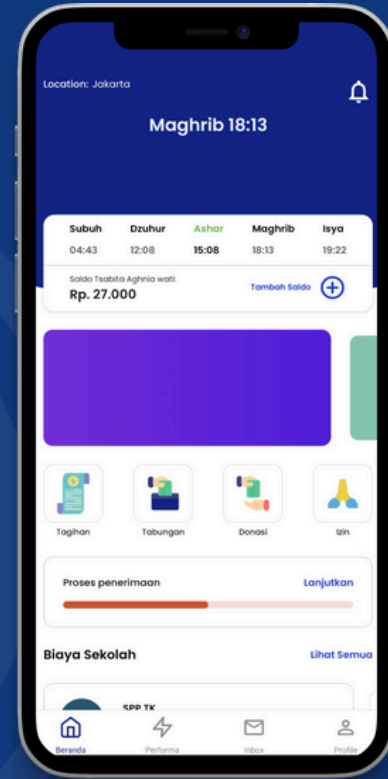 Location: Jakarta
Maghrib 18:13
Subuh Dzuhur Ashar Maghrib Isya
04:43 12:08 15:08 18:13 19:22
Saldo Tsabita Aghnia wati:
Rp. 27.000
Tambah Saldo
Tagihan Tabungan Donasi Izin
Proses penerimaan Lanjutkan
Biaya Sekolah Lihat Semua
SPP TK
Beranda Performa Inbox Profile